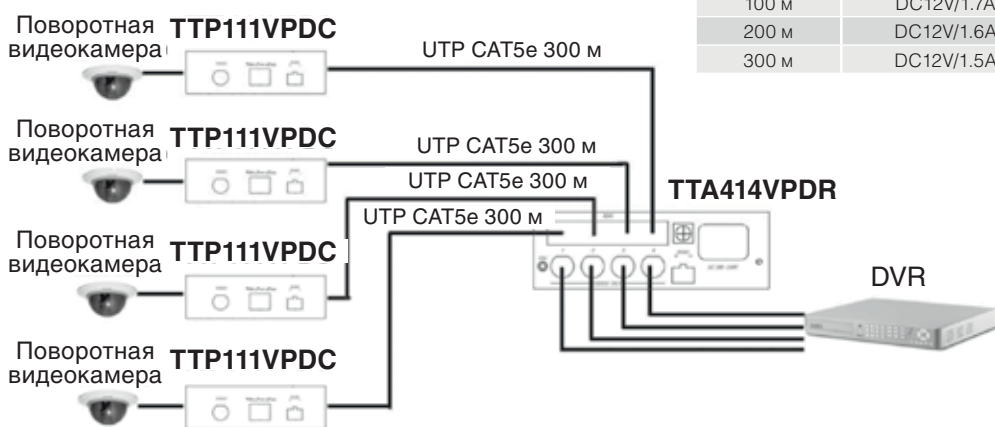 100 м DC12V/1.7A
200 м DC12V/1.6A
300 м DC12V/1.5A
Поворотная
видеокамера
TTP111VPDC
UTP CAT5e 300 м
Поворотная
видеокамера
TTP111VPDC
UTP CAT5e 300 м
UTP CAT5e 300 м
TTA414VPDR
UTP CAT5e 300 м
Поворотная
видеокамера
TTP111VPDC
DVR
Поворотная
видеокамера
TTP111VPDC